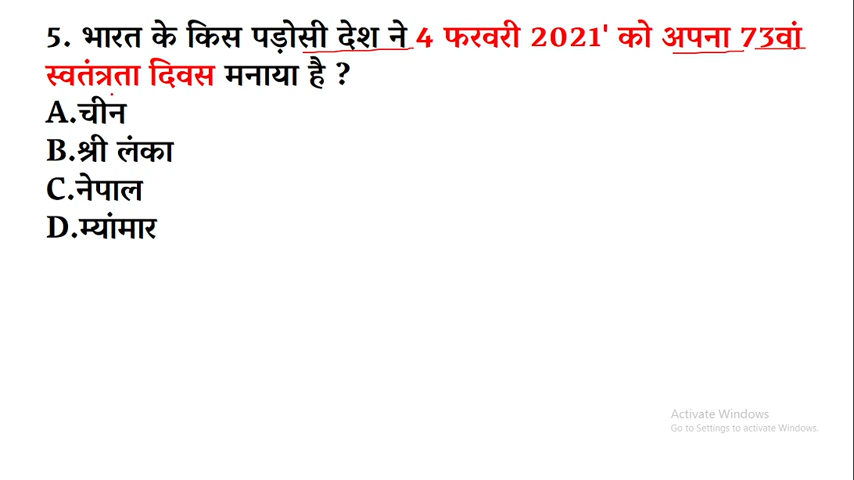 5. भारत के किस पड़ोसी देश ने 4 फरवरी 2021' को अपना 73वां
स्वतंत्रता दिवस मनाया है ?
A.चीन
B.श्री लंका
C.नेपाल
D.म्यांमार
Activate Windows
Go to Settings to activate Windows.